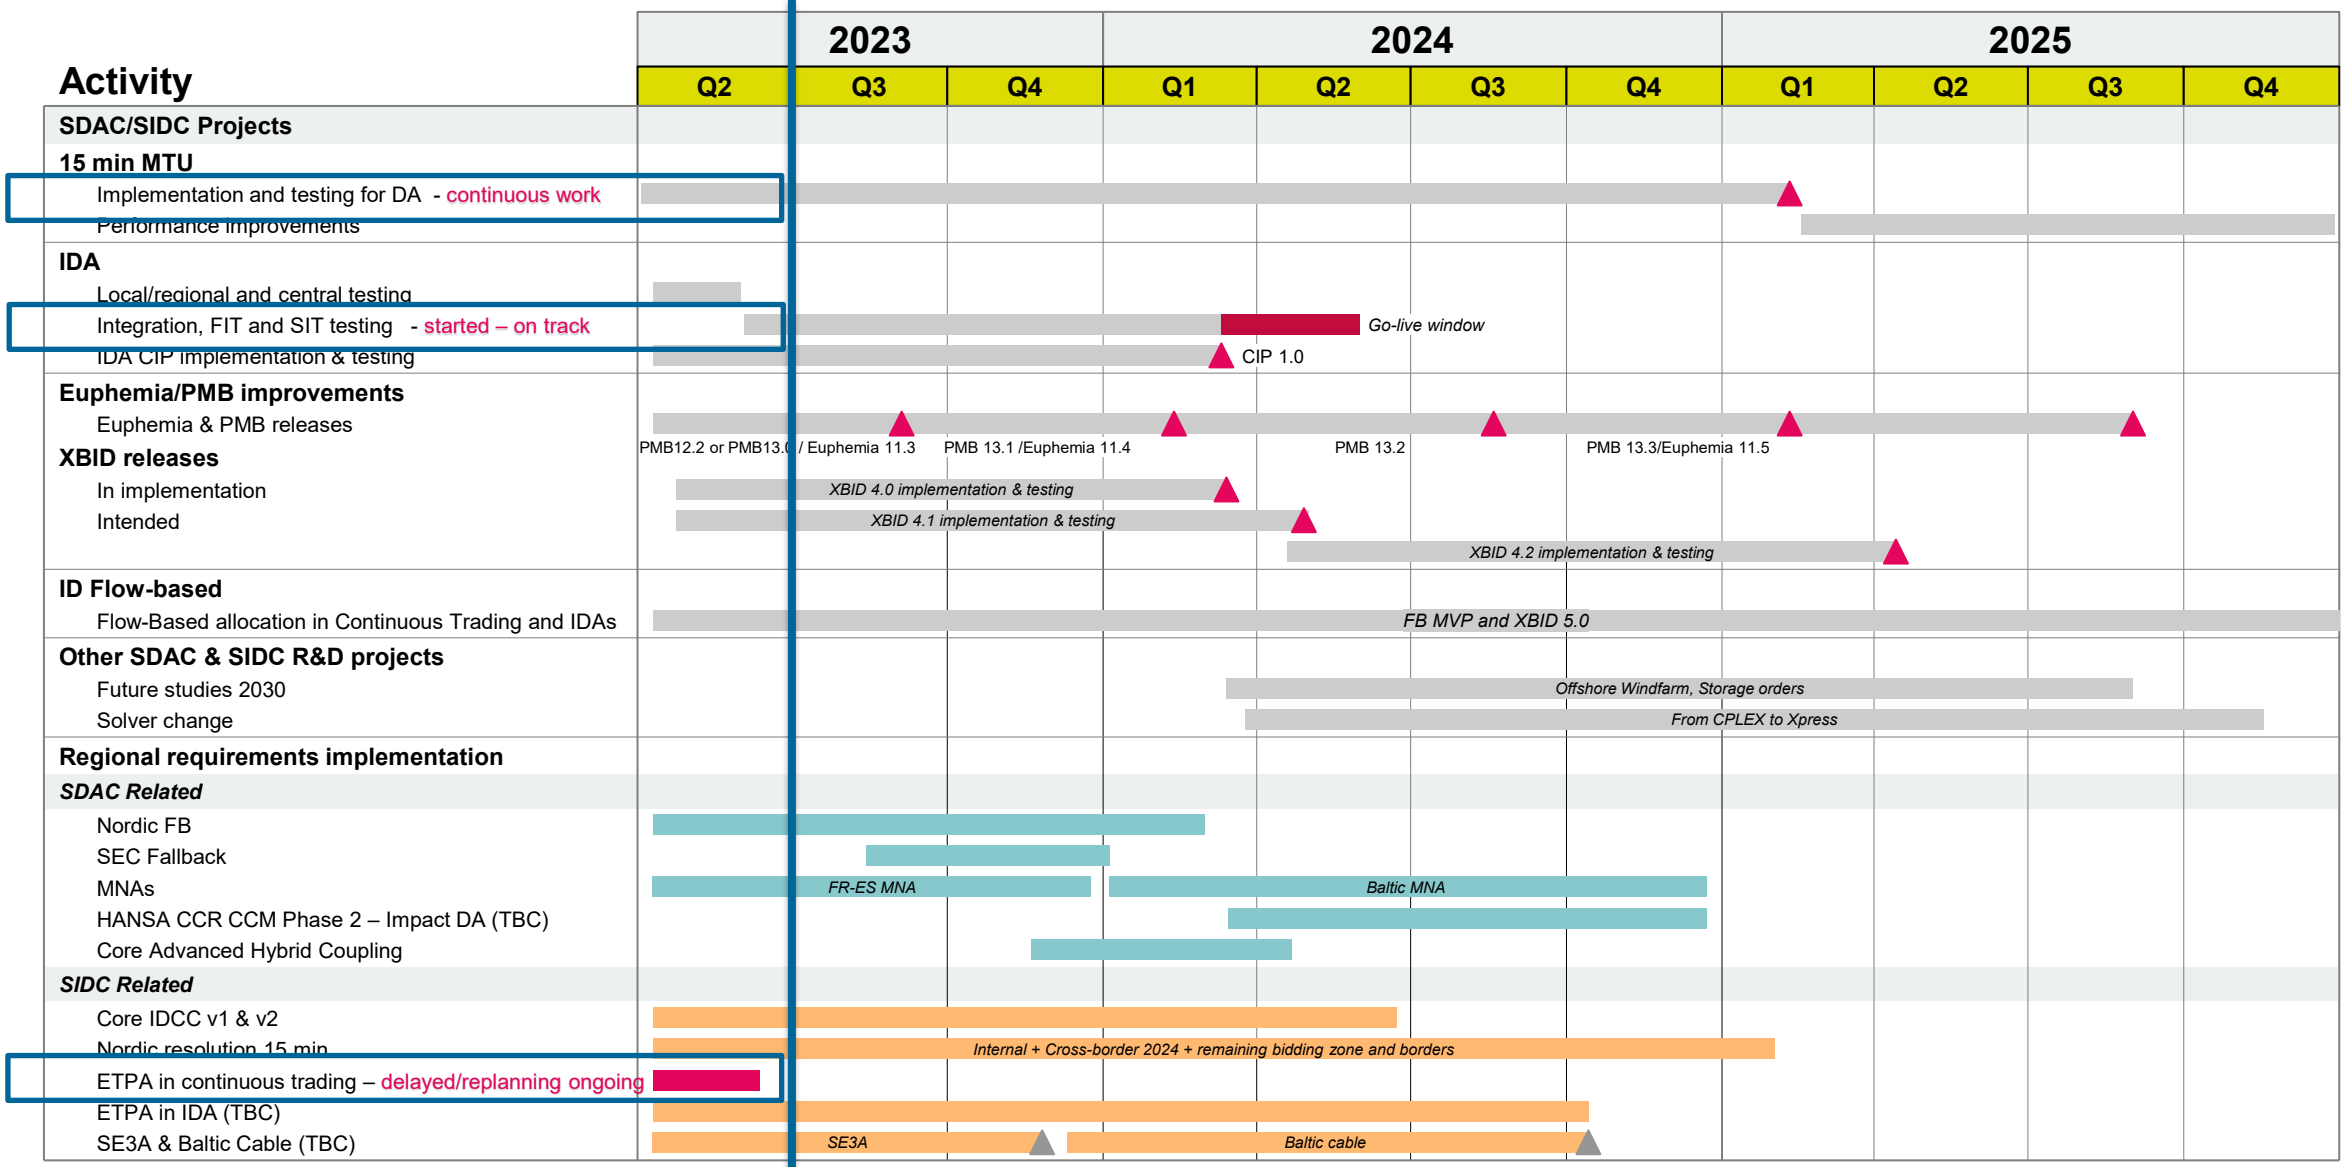 2023 2024 2025
Activity
Q2 Q3 Q4 Q1 Q2 Q3 Q4 Q1 Q2 Q3 Q4
SDAC/SIDC Projects
15 min MTU
Implementation and testing for DA - continuous work
Performance improvements
IDA
Local/regional and central testing
Integration, FIT and SIT testing - started – on track Go-live window
IDA CIP implementation & testing CIP 1.0
Euphemia/PMB improvements
Euphemia & PMB releases
PMB12.2 or PMB13.0 / Euphemia 11.3 PMB 13.1 /Euphemia 11.4 PMB 13.2 PMB 13.3/Euphemia 11.5
XBID releases
In implementation XBID 4.0 implementation & testing
Intended XBID 4.1 implementation & testing
XBID 4.2 implementation & testing
ID Flow-based
Flow-Based allocation in Continuous Trading and IDAs FB MVP and XBID 5.0
Other SDAC & SIDC R&D projects
Future studies 2030 Offshore Windfarm, Storage orders
Solver change From CPLEX to Xpress
Regional requirements implementation
SDAC Related
Nordic FB
SEC Fallback
MNAs FR-ES MNA Baltic MNA
HANSA CCR CCM Phase 2 – Impact DA (TBC)
Core Advanced Hybrid Coupling
SIDC Related
Core IDCC v1 & v2
Nordic resolution 15 min Internal + Cross-border 2024 + remaining bidding zone and borders
ETPA in continuous trading – delayed/replanning ongoing
ETPA in IDA (TBC)
SE3A & Baltic Cable (TBC) SE3A Baltic cable